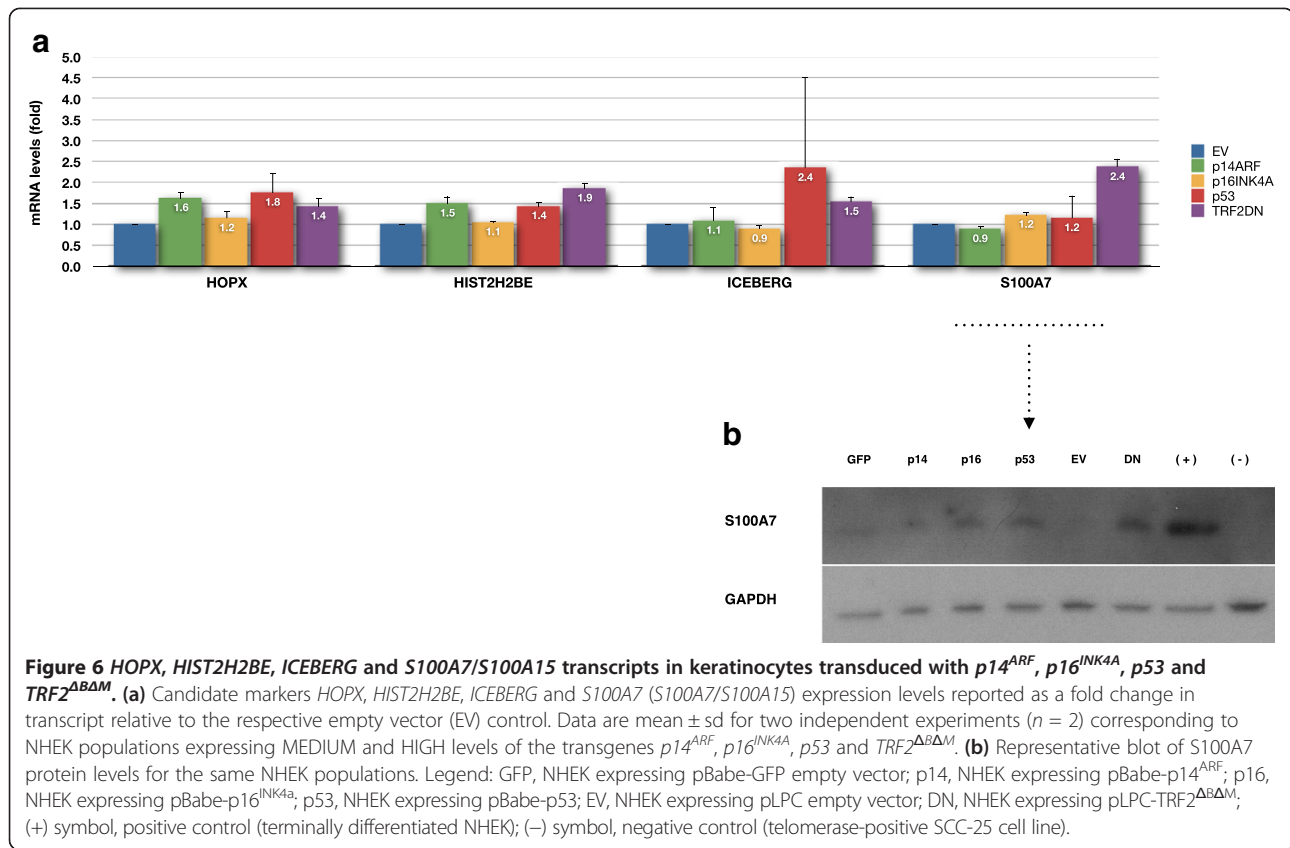 a
5.0
4.5
4.0
3.5
3.0
2.5
2.0
1.5
1.0
0.5
0.0
mRNA levels (fold)
1.6
1.2
1.8
1.4
1.5
1.1
1.4
1.9
1.1
0.9
2.4
1.5
0.9
1.2
1.2
2.4
HOPX
HIST2H2BE
ICEBERG
S100A7
EV
p14ARF
p16INK4A
p53
TRF2DN
b
GFP p14 p16 p53 EV DN (+) (-)
S100A7
GAPDH
Figure 6 HOPX, HIST2H2BE, ICEBERG and S100A7/S100A15 transcripts in keratinocytes transduced with p14ARF, p16INK4A, p53 and
TRF2ΔBΔM. (a) Candidate markers HOPX, HIST2H2BE, ICEBERG and S100A7 (S100A7/S100A15) expression levels reported as a fold change in
transcript relative to the respective empty vector (EV) control. Data are mean ± sd for two independent experiments (n = 2) corresponding to
NHEK populations expressing MEDIUM and HIGH levels of the transgenes p14ARF, p16INK4A, p53 and TRF2ΔBΔM. (b) Representative blot of S100A7
protein levels for the same NHEK populations. Legend: GFP, NHEK expressing pBabe-GFP empty vector; p14, NHEK expressing pBabe-p14ARF; p16,
NHEK expressing pBabe-p16INK4a; p53, NHEK expressing pBabe-p53; EV, NHEK expressing pLPC empty vector; DN, NHEK expressing pLPC-TRF2ΔBΔM;
(+) symbol, positive control (terminally differentiated NHEK); (−) symbol, negative control (telomerase-positive SCC-25 cell line).